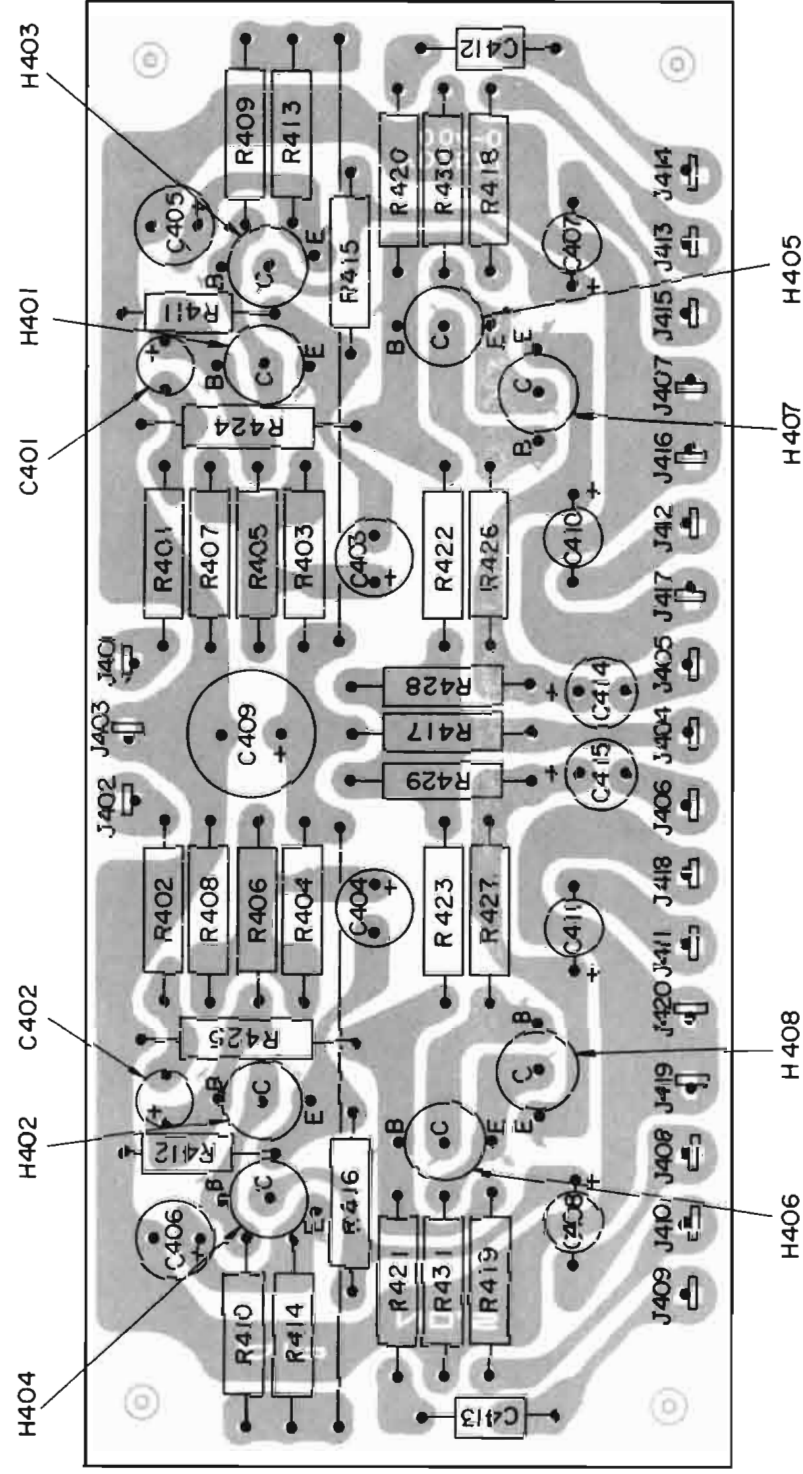 H404
H402
C402
C401
H401
H403
J402
J403
J401
C406
+
R412
+
R402
R401
+
R411
C405
+
B
B
R425
R408
R407
R424
B
B
R410
C
C
R406
C409
+
R405
C
C
R409
R414
E
E
R404
R403
E
E
R413
R416
C404
+
C403
+
R415
R421
B
R429
R417
R428
B
R420
R431
C
R423
R422
C
R430
R419
E
R427
R426
E
R418
C413
E
C
B
B
C
E
C412
C408
+
C411
+
C415
+
C414
+
C410
+
C407
+
J409
J410
J408
J419
J420
J411
J418
J406
J404
J405
J417
J412
J416
J407
J415
J413
J414
H406
H408
H407
H405